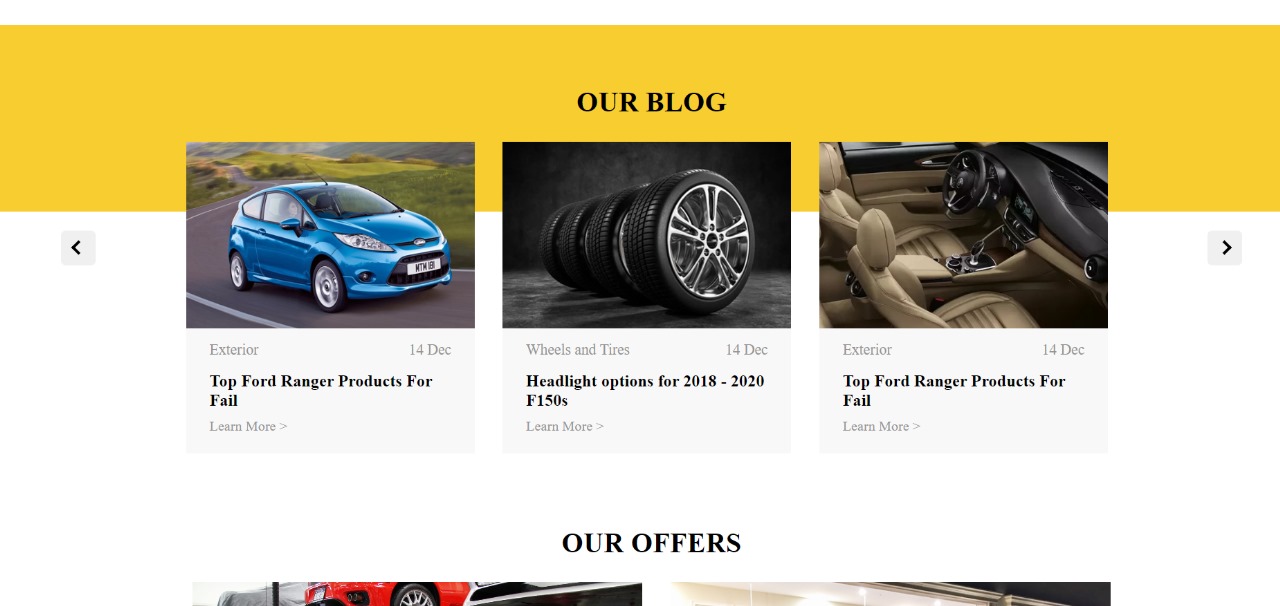 OUR BLOG
Exterior 14 Dec
Top Ford Ranger Products For
Fail
Learn More >
Wheels and Tires 14 Dec
Headlight options for 2018 - 2020
F150s
Learn More >
Exterior 14 Dec
Top Ford Ranger Products For
Fail
Learn More >
OUR OFFERS